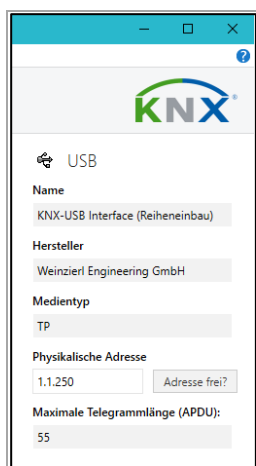 KNX
USB
Name
KNX-USB Interface (Reiheneinbau)
Hersteller
Weinzierl Engineering GmbH
Medientyp
TP
Physikalische Adresse
1.1.250 Adresse frei?
Maximale Telegrammlänge (APDU):
55